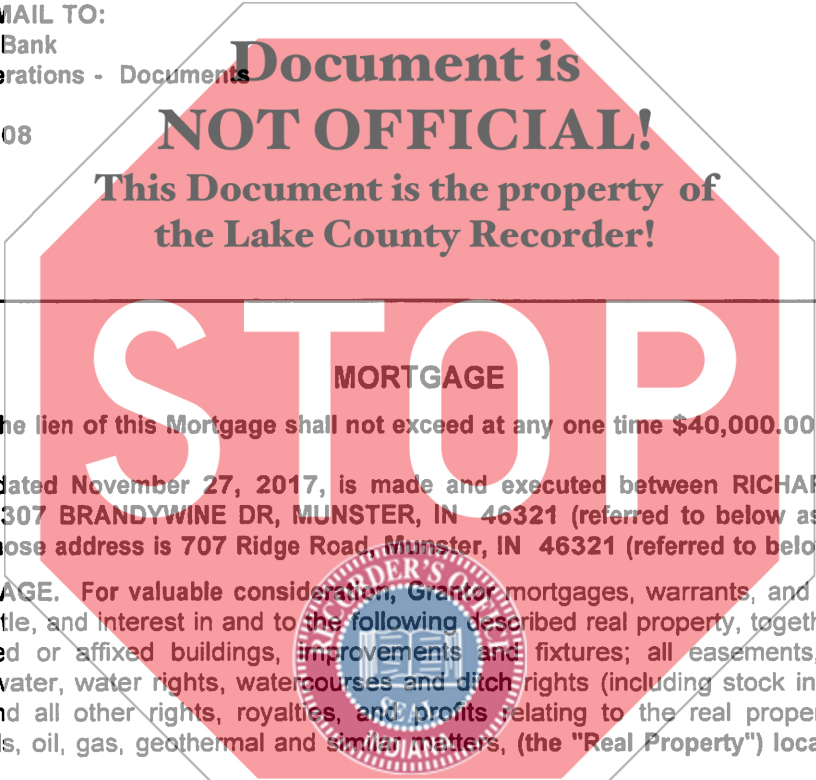 MAIL TO:
Bank
erations - Documents
08
Document is
NOT OFFICIAL!
This Document is the property of
the Lake County Recorder!
STOP
MORTGAGE
he lien of this Mortgage shall not exceed at any one time $40,000.00
dated November 27, 2017, is made and executed between RICHAR
307 BRANDYWINE DR, MUNSTER, IN 46321 (referred to below as
ose address is 707 Ridge Road, Munster, IN 46321 (referred to belo
AGE. For valuable consideration, Grantor mortgages, warrants, and
tle, and interest in and to the following described real property, togeth
ed or affixed buildings, improvements and fixtures; all easements,
water, water rights, watercourses and ditch rights (including stock in
nd all other rights, royalties, and profits relating to the real proper
ls, oil, gas, geothermal and similar matters, (the "Real Property") loca
RECORDER'S OFFICE
SEAL
INDIANA